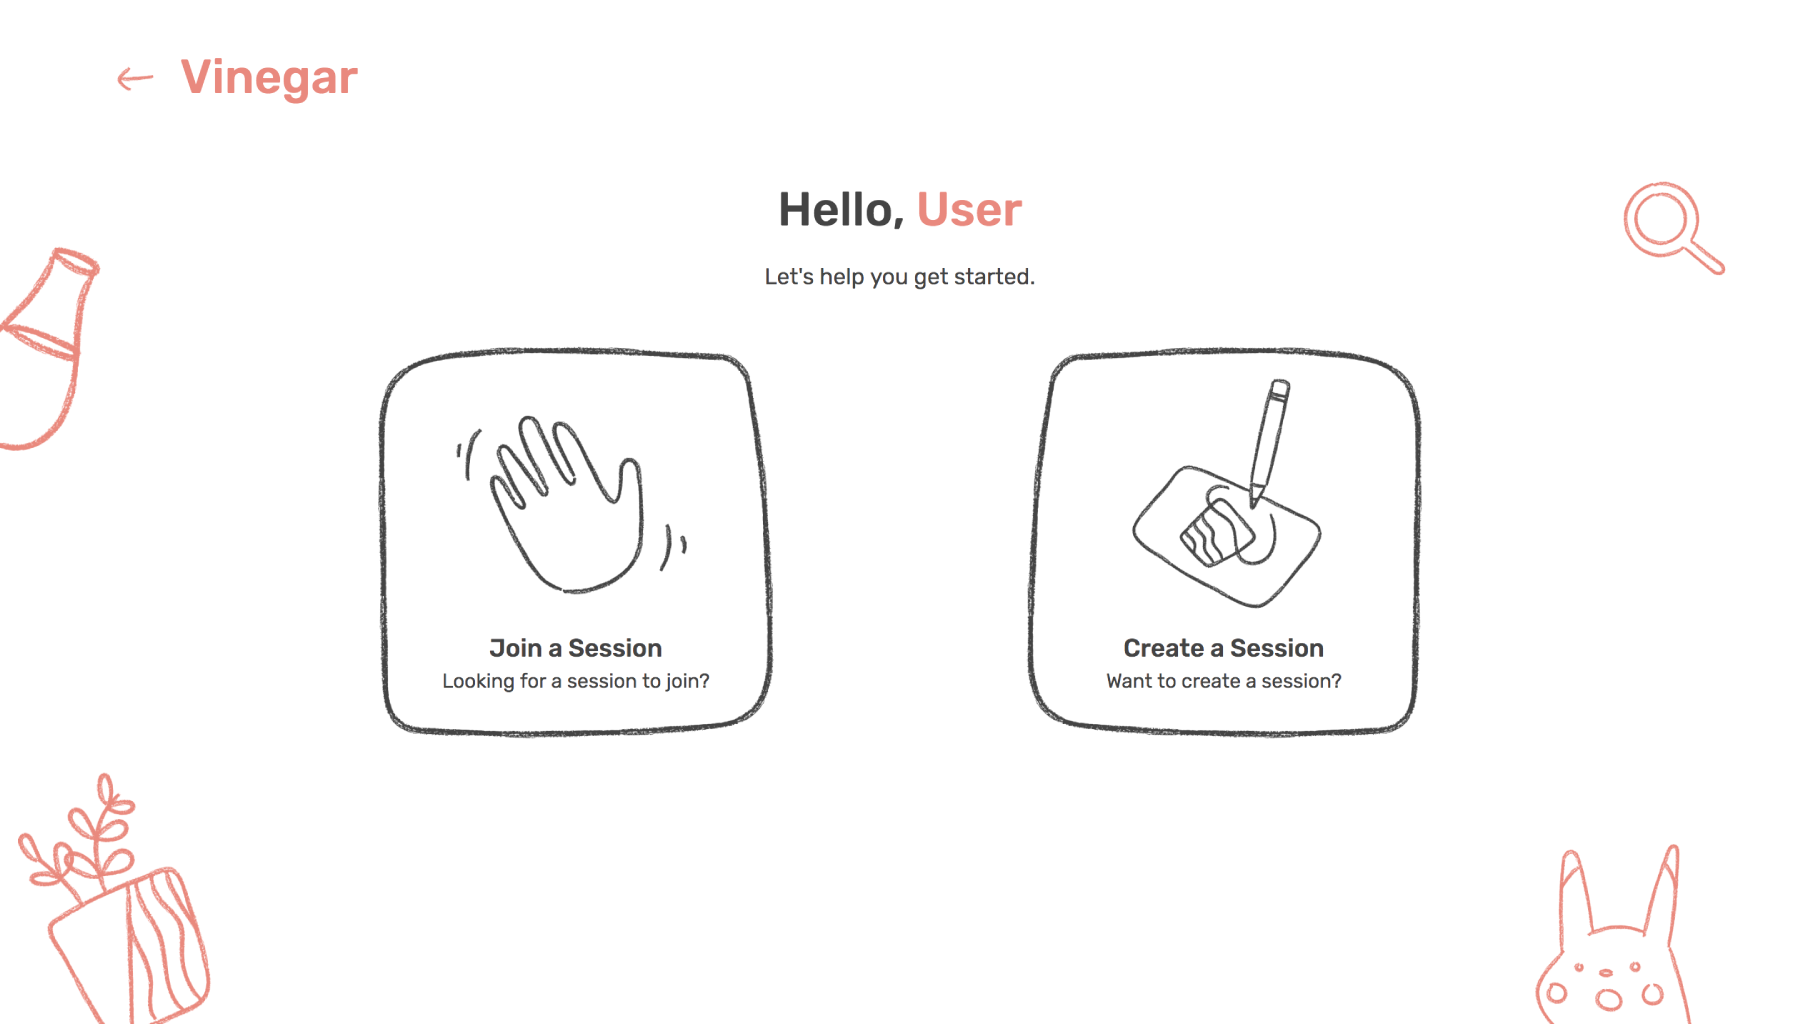 Vinegar
Hello, User
Let's help you get started.
Join a Session
Looking for a session to join?
Create a Session
Want to create a session?